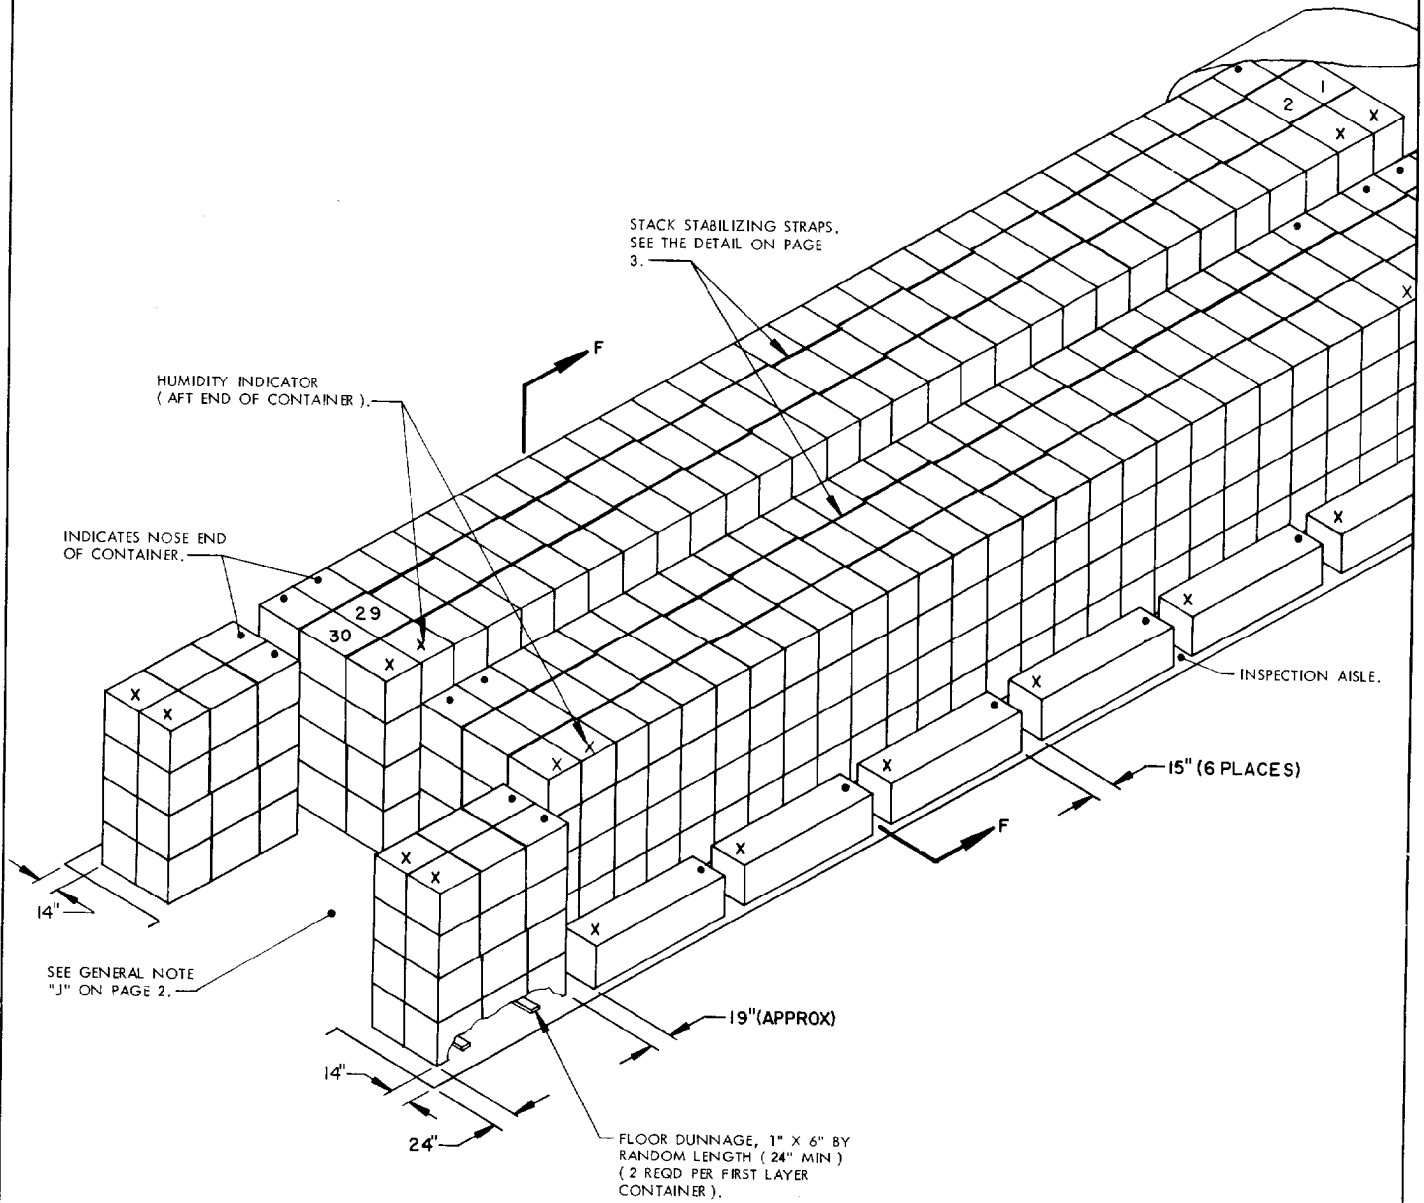 1
2
X
X
STACK STABILIZING STRAPS.
SEE THE DETAIL ON PAGE
3.
X
F
HUMIDITY INDICATOR
( AFT END OF CONTAINER ).
X
INDICATES NOSE END
OF CONTAINER.
X
29
30
X
X
INSPECTION AISLE.
X
X
X
X
X
15" (6 PLACES)
X
F
X
X
X
14"
X
SEE GENERAL NOTE
"J" ON PAGE 2.
19"(APPROX)
14"
24"
FLOOR DUNNAGE, 1" X 6" BY
RANDOM LENGTH ( 24" MIN )
( 2 REQD PER FIRST LAYER
CONTAINER ).